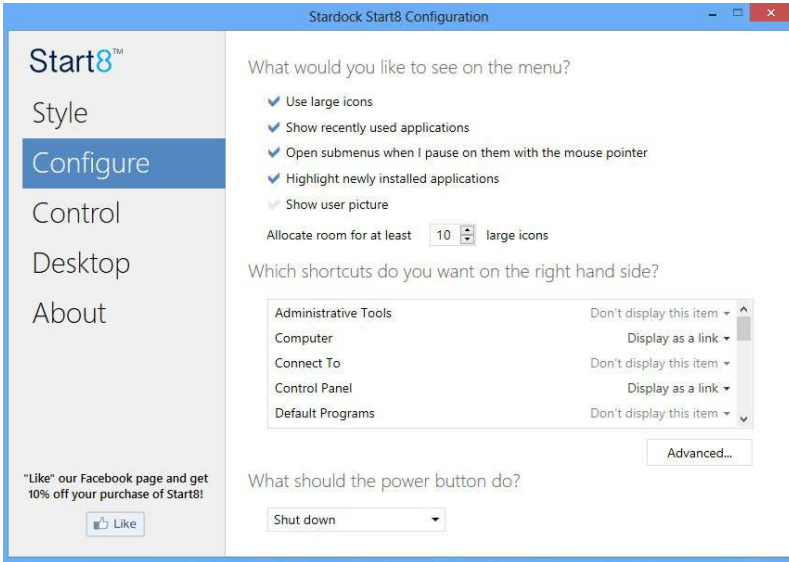 Stardock Start8 Configuration
Start8™
Style
Configure
Control
Desktop
About
"Like" our Facebook page and get
10% off your purchase of Start8!
Like
What would you like to see on the menu?
Use large icons
Show recently used applications
Open submenus when I pause on them with the mouse pointer
Highlight newly installed applications
Show user picture
Allocate room for at least 10 large icons
Which shortcuts do you want on the right hand side?
Administrative Tools Don't display this item
Computer Display as a link
Connect To Don't display this item
Control Panel Display as a link
Default Programs Don't display this item
Advanced...
What should the power button do?
Shut down